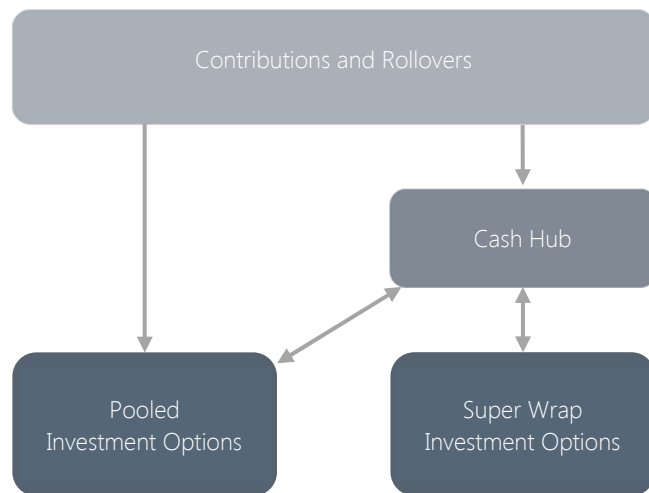 Contributions and Rollovers
Cash Hub
Pooled
Investment Options
Super Wrap
Investment Options